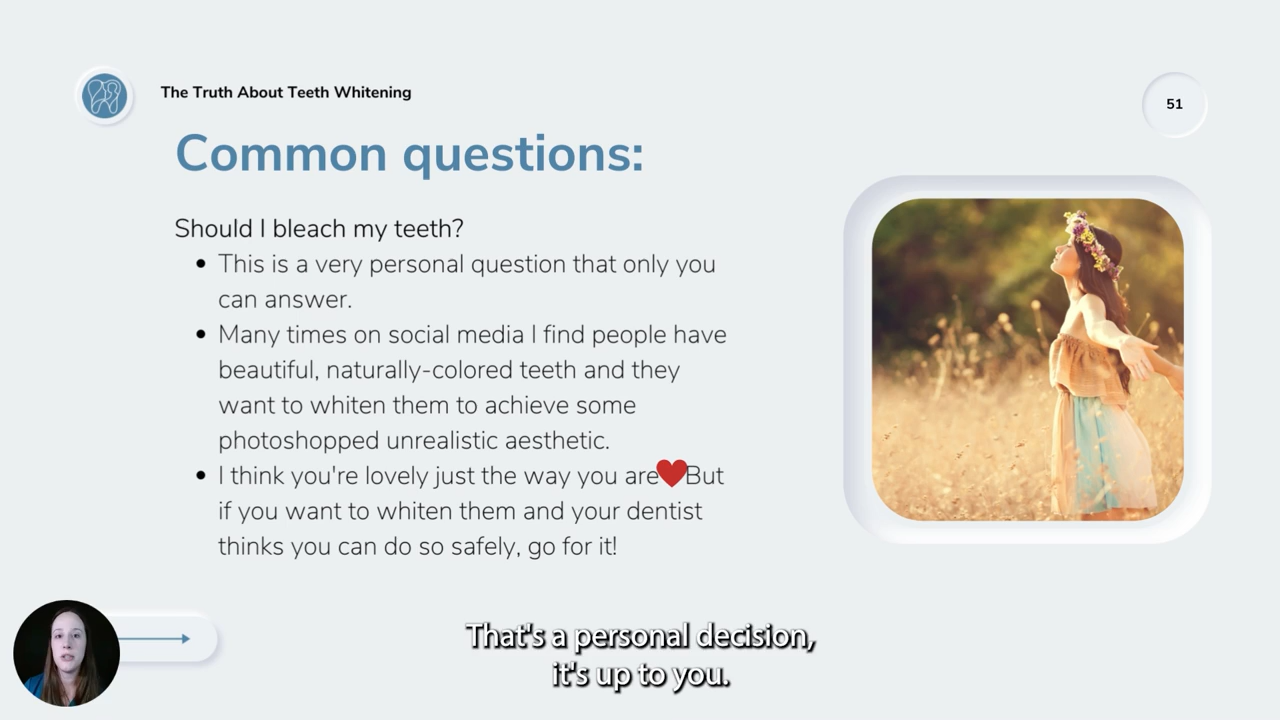 The Truth About Teeth Whitening
51
Common questions:
Should I bleach my teeth?
• This is a very personal question that only you
can answer.
• Many times on social media I find people have
beautiful, naturally-colored teeth and they
want to whiten them to achieve some
photoshopped unrealistic aesthetic.
• I think you're lovely just the way you are❤But
if you want to whiten them and your dentist
thinks you can do so safely, go for it!
That's a personal decision,
it's up to you.